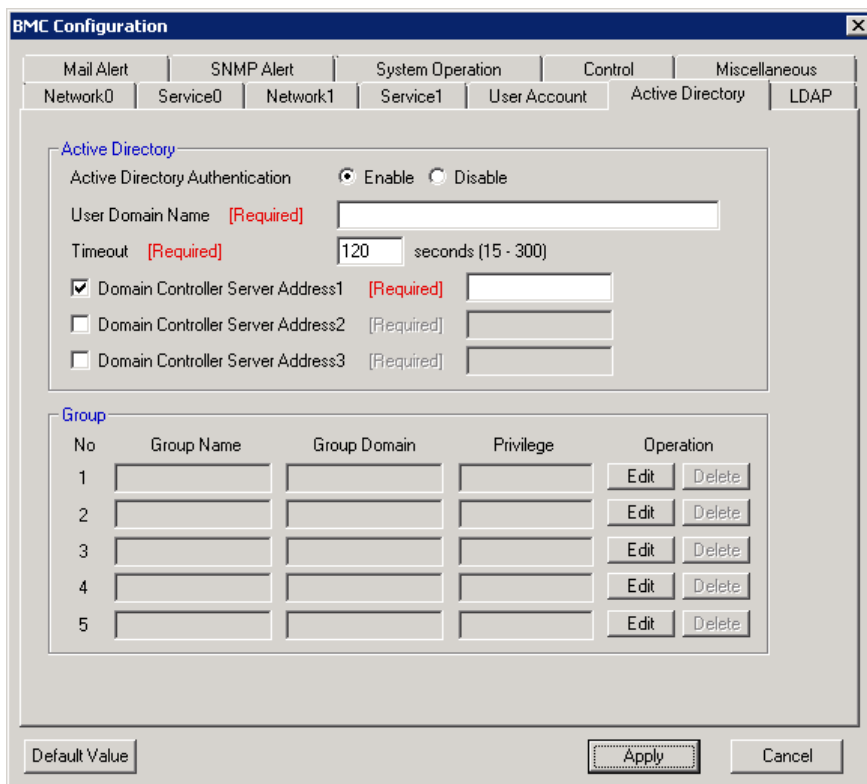 BMC Configuration
Mail Alert SNMP Alert System Operation Control Miscellaneous
Network0 Service0 Network1 Service1 User Account Active Directory LDAP
Active Directory
Active Directory Authentication Enable Disable
User Domain Name [Required]
Timeout [Required] 120 seconds (15 - 300)
Domain Controller Server Address1 [Required]
Domain Controller Server Address2 [Required]
Domain Controller Server Address3 [Required]
Group
No Group Name Group Domain Privilege Operation
1 Edit Delete
2 Edit Delete
3 Edit Delete
4 Edit Delete
5 Edit Delete
Default Value Apply Cancel